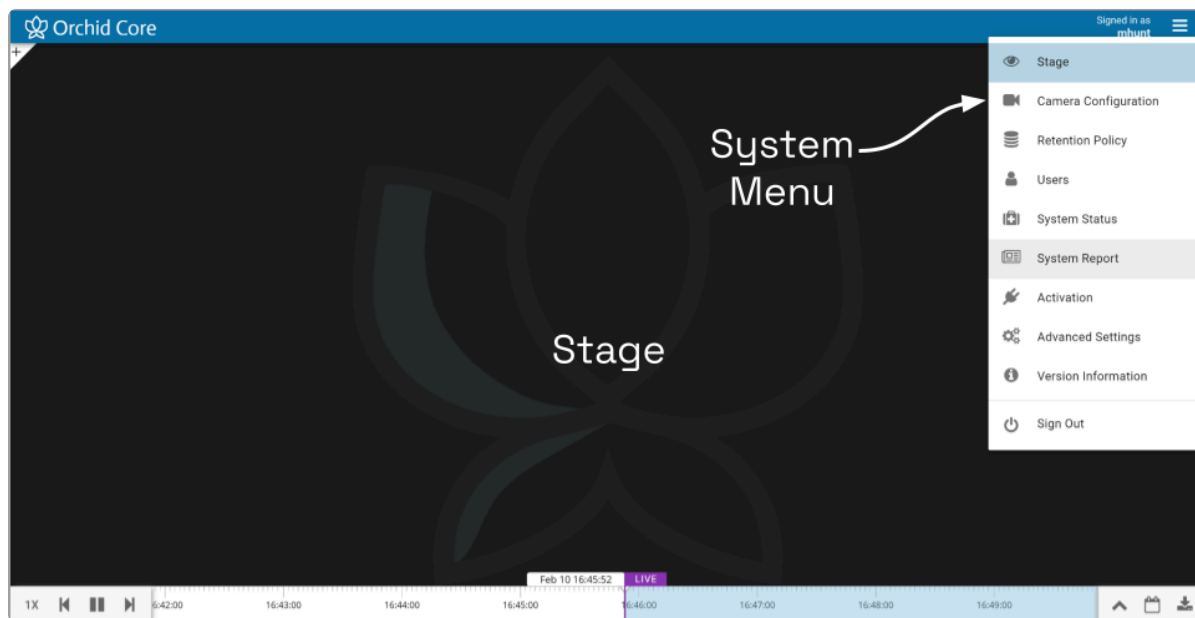 Orchid Core
Signed in as
mhunt
+
Stage
Camera Configuration
Retention Policy
Users
System Status
System Report
Activation
Advanced Settings
Version Information
Sign Out
System
Menu
Stage
Feb 10 16:45:52 LIVE
1X 6:42:00 16:43:00 16:44:00 16:45:00 16:46:00 16:47:00 16:48:00 16:49:00